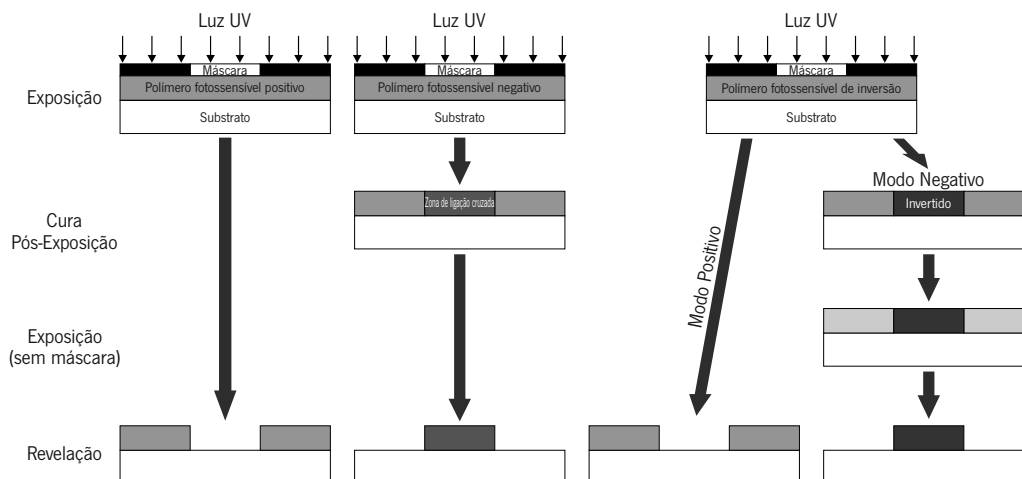 Luz UV
Luz UV
Luz UV
Máscara
Máscara
Máscara
Exposição
Polímero fotossensível positivo
Polímero fotossensível negativo
Polímero fotossensível de inversão
Substrato
Substrato
Substrato
Modo Negativo
Cura
Pós-Exposição
Zona de ligação cruzada
Invertido
Modo Positivo
Exposição
(sem máscara)
Revelação